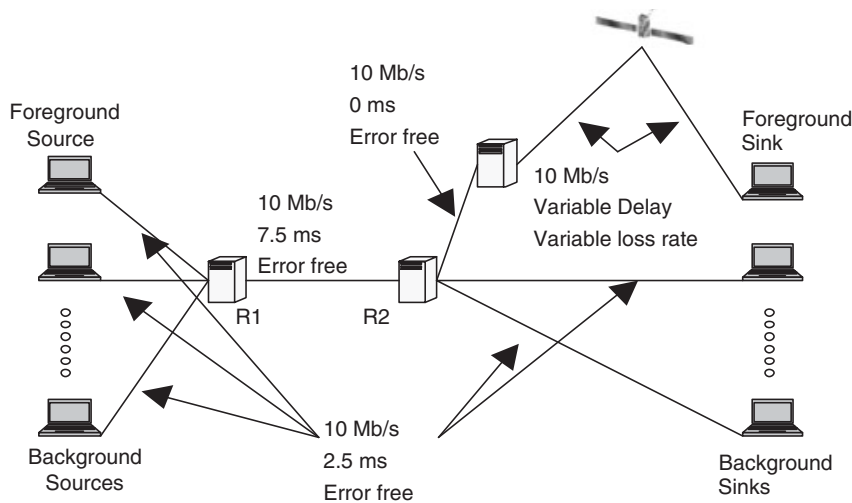 10 Mb/s
0 ms
Error free
Foreground
Source
Foreground
Sink
10 Mb/s
Variable Delay
Variable loss rate
10 Mb/s
7.5 ms
Error free
R1
R2
10 Mb/s
2.5 ms
Error free
Background
Sources
Background
Sinks